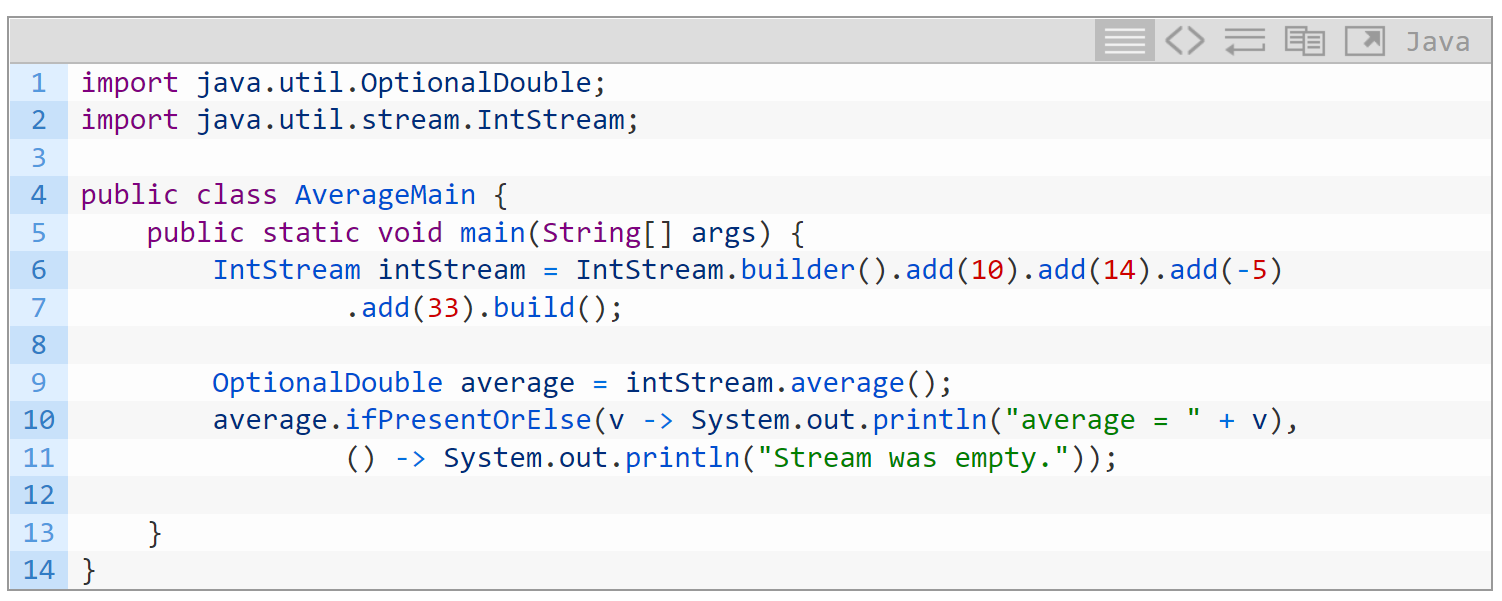 Java
1 import java.util.OptionalDouble;
2 import java.util.stream.IntStream;
3
4 public class AverageMain {
5     public static void main(String[] args) {
6         IntStream intStream = IntStream.builder().add(10).add(14).add(-5)
7                 .add(33).build();
8
9         OptionalDouble average = intStream.average();
10         average.ifPresentOrElse(v -> System.out.println("average = " + v),
11                 () -> System.out.println("Stream was empty."));
12
13     }
14 }